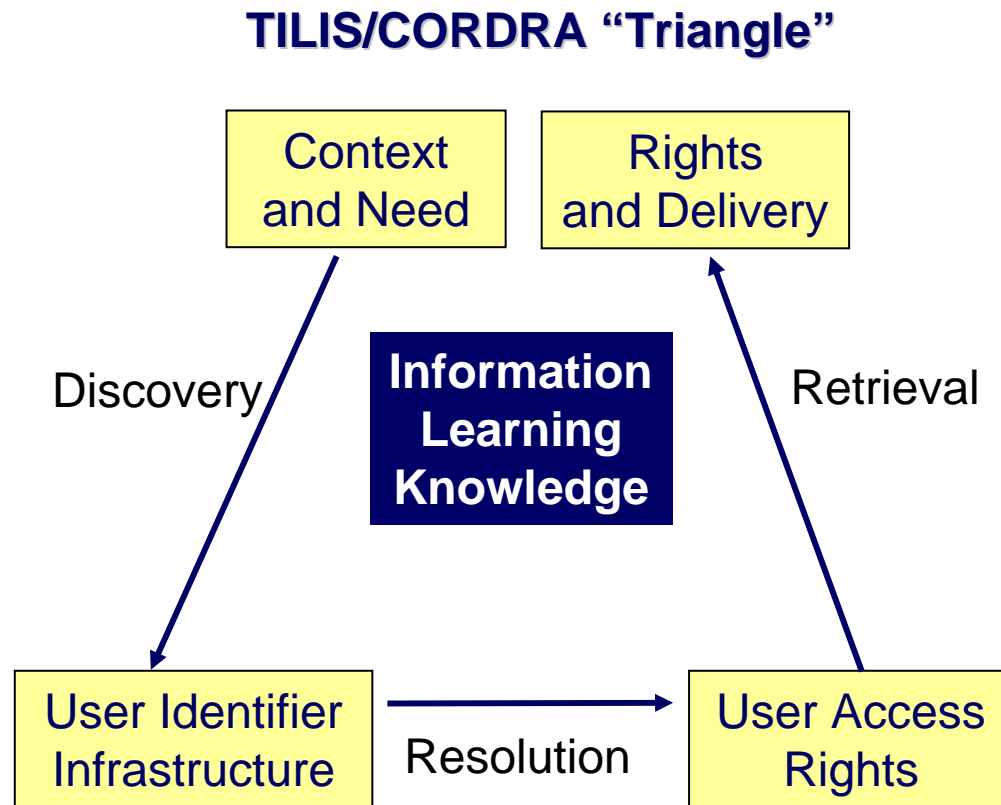 TILIS/CORDRA “Triangle”
Context
and Need
Rights
and Delivery
Discovery
Information
Learning
Knowledge
Retrieval
User Identifier
Infrastructure
Resolution
User Access
Rights